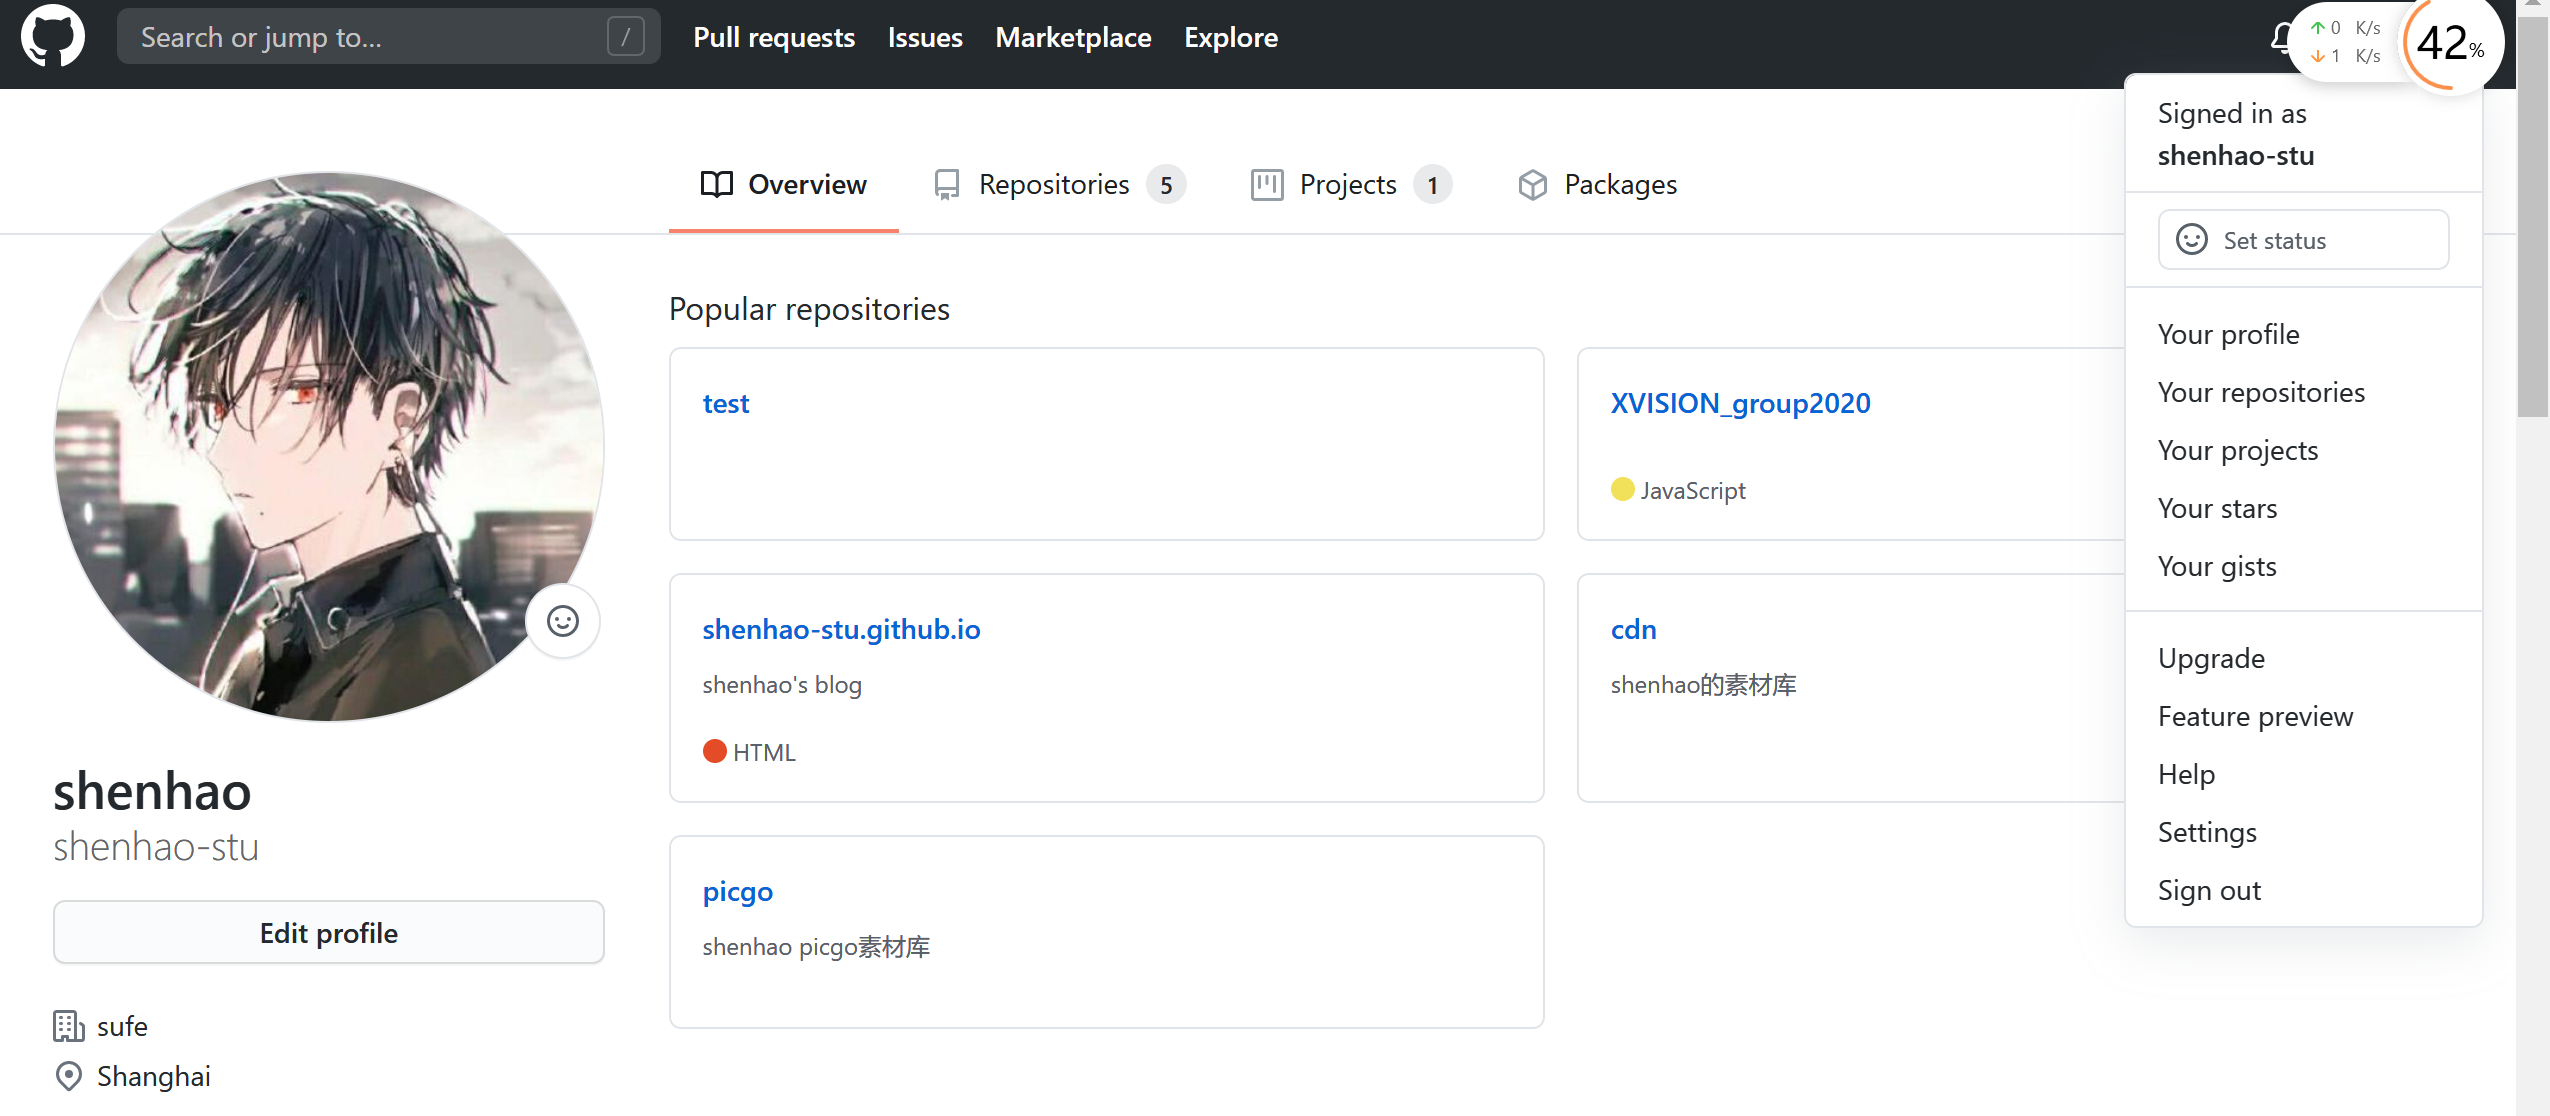 Search or jump to...
/
Pull requests
Issues
Marketplace
Explore
0 K/s
1 K/s
42%
Overview
Repositories 5
Projects 1
Packages
Signed in as
shenhao-stu
Set status
Your profile
Your repositories
Your projects
Your stars
Your gists
Upgrade
Feature preview
Help
Settings
Sign out
Popular repositories
test
XVISION_group2020
JavaScript
shenhao-stu.github.io
shenhao's blog
HTML
cdn
shenhao的素材库
picgo
shenhao picgo素材库
shenhao
shenhao-stu
Edit profile
sufe
Shanghai